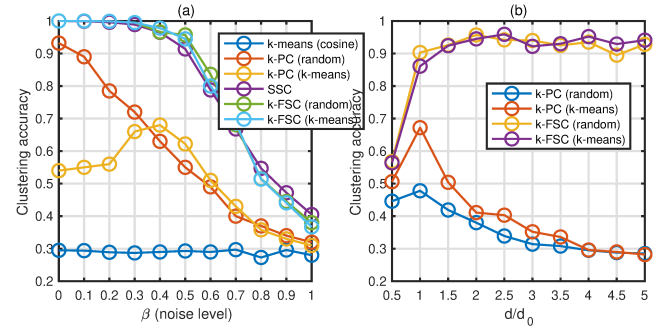 (a)
Clustering accuracy
1
0.9
0.8
0.7
0.6
0.5
0.4
0.3
0.2
0 0.1 0.2 0.3 0.4 0.5 0.6 0.7 0.8 0.9 1
β (noise level)
k-means (cosine)
k-PC (random)
k-PC (k-means)
SSC
k-FSC (random)
k-FSC (k-means)
(b)
Clustering accuracy
1
0.9
0.8
0.7
0.6
0.5
0.4
0.3
0.2
0.5 1 1.5 2 2.5 3 3.5 4 4.5 5
d/d0
k-PC (random)
k-PC (k-means)
k-FSC (random)
k-FSC (k-means)